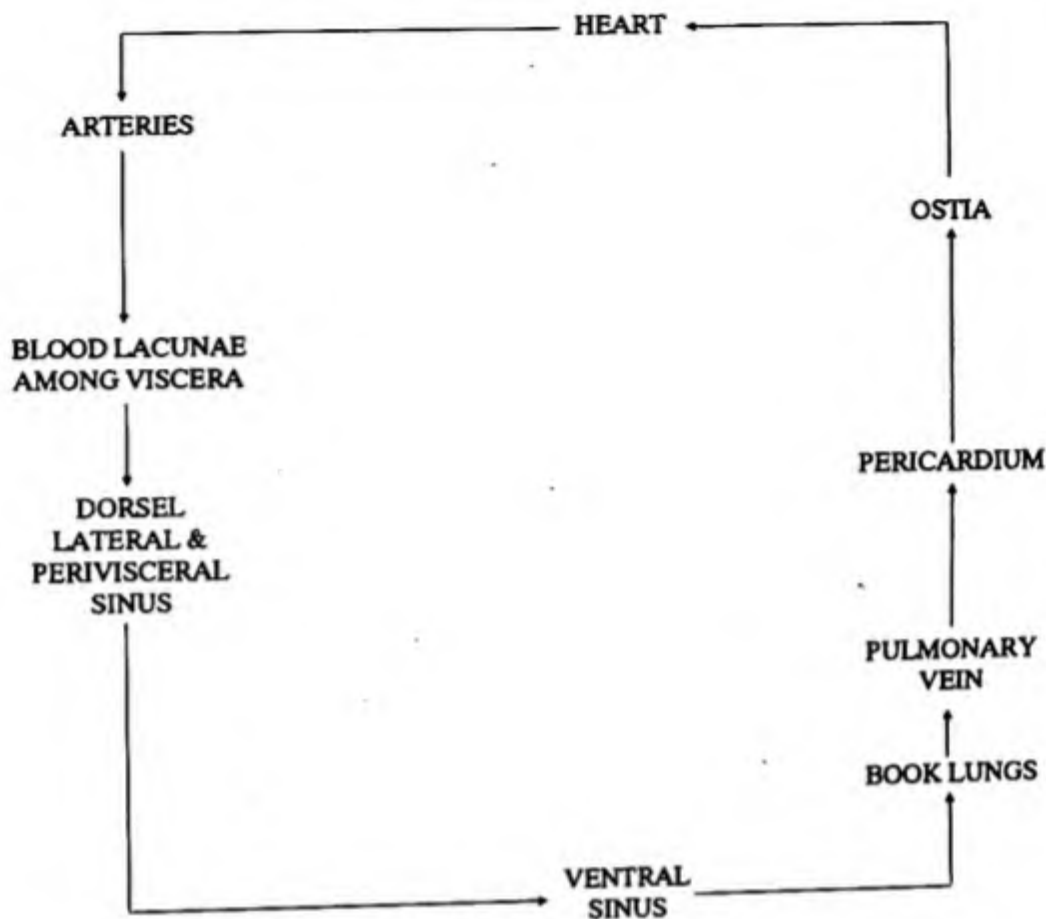 HEART
ARTERIES
OSTIA
BLOOD LACUNAE
AMONG VISCERA
PERICARDIUM
DORSEL
LATERAL &
PERIVISCERAL
SINUS
PULMONARY
VEIN
BOOK LUNGS
VENTRAL
SINUS